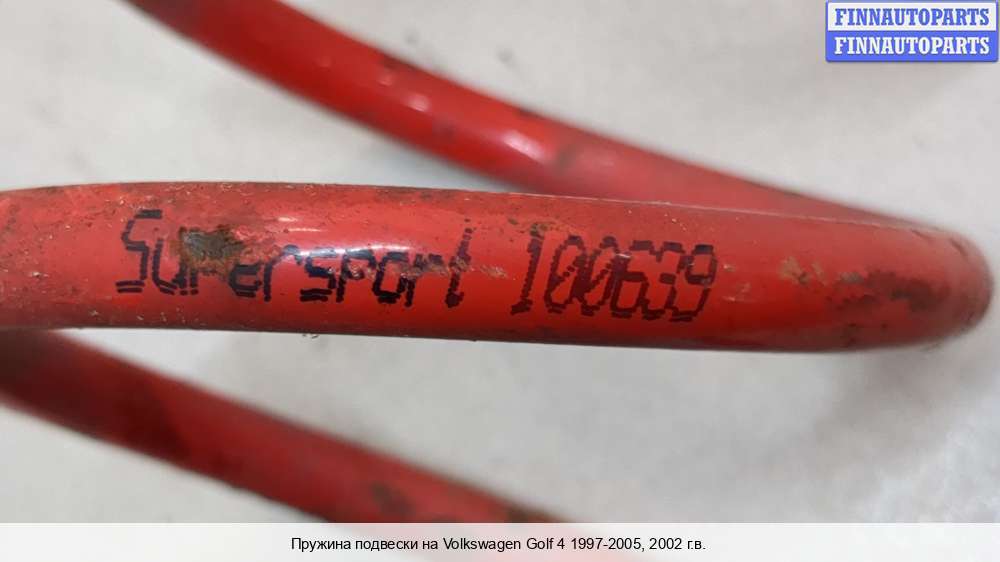 FINNAUTOPARTS
FINNAUTOPARTS
Supersport 100639
Пружина подвески на Volkswagen Golf 4 1997-2005, 2002 г.в.